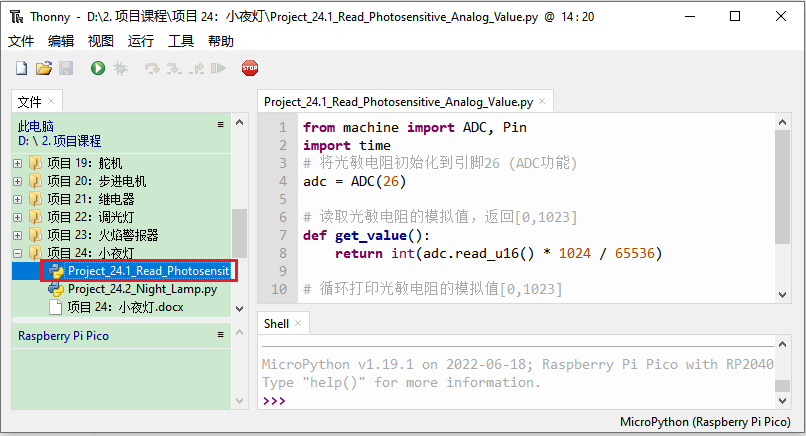 Thonny - D:\2.项目课程\项目 24：小夜灯\Project_24.1_Read_Photosensitive_Analog_Value.py @ 14:20
文件 编辑 视图 运行 工具 帮助
STOP
文件 ×
此电脑
D: \ 2. 项目课程
项目 19：舵机
项目 20：步进电机
项目 21：继电器
项目 22：调光灯
项目 23：火焰警报器
项目 24：小夜灯
Project_24.1_Read_Photosensit
Project_24.2_Night_Lamp.py
项目 24：小夜灯.docx
Raspberry Pi Pico
Project_24.1_Read_Photosensitive_Analog_Value.py ×
1 from machine import ADC, Pin
2 import time
3 # 将光敏电阻初始化到引脚26 (ADC功能)
4 adc = ADC(26)
5
6 # 读取光敏电阻的模拟值，返回[0,1023]
7 def get_value():
8     return int(adc.read_u16() * 1024 / 65536)
9
10 # 循环打印光敏电阻的模拟值[0,1023]
Shell ×
MicroPython v1.19.1 on 2022-06-18; Raspberry Pi Pico with RP2040
Type "help()" for more information.
>>>
MicroPython (Raspberry Pi Pico)